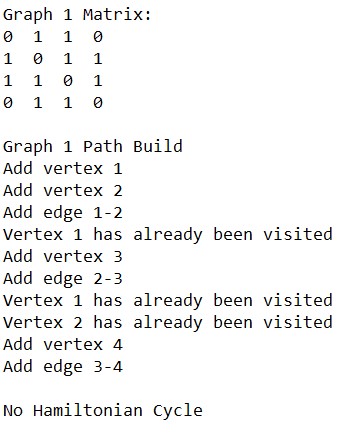 Graph 1 Matrix:
0 1 1 0
1 0 1 1
1 1 0 1
0 1 1 0
Graph 1 Path Build
Add vertex 1
Add vertex 2
Add edge 1-2
Vertex 1 has already been visited
Add vertex 3
Add edge 2-3
Vertex 1 has already been visited
Vertex 2 has already been visited
Add vertex 4
Add edge 3-4
No Hamiltonian Cycle